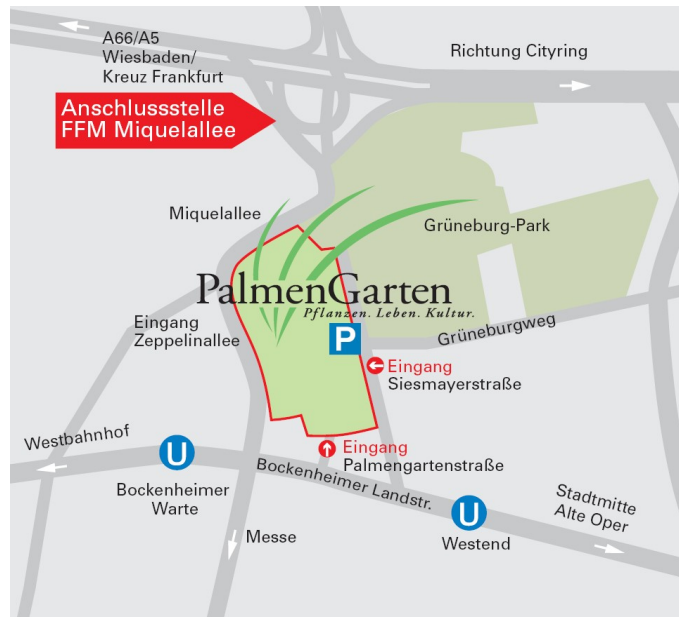 A66/A5
Wiesbaden/
Kreuz Frankfurt
Richtung Cityring
Anschlussstelle
FFM Miquelallee
Miquelallee
Grüneburg-Park
PalmenGarten
Pflanzen. Leben. Kultur.
Eingang
Zeppelinallee
P
Grüneburgweg
Eingang
Siesmayerstraße
Westbahnhof
U
Bockenheimer
Warte
Eingang
Palmengartenstraße
Bockenheimer Landstr.
Stadtmitte
Alte Oper
U
Westend
Messe